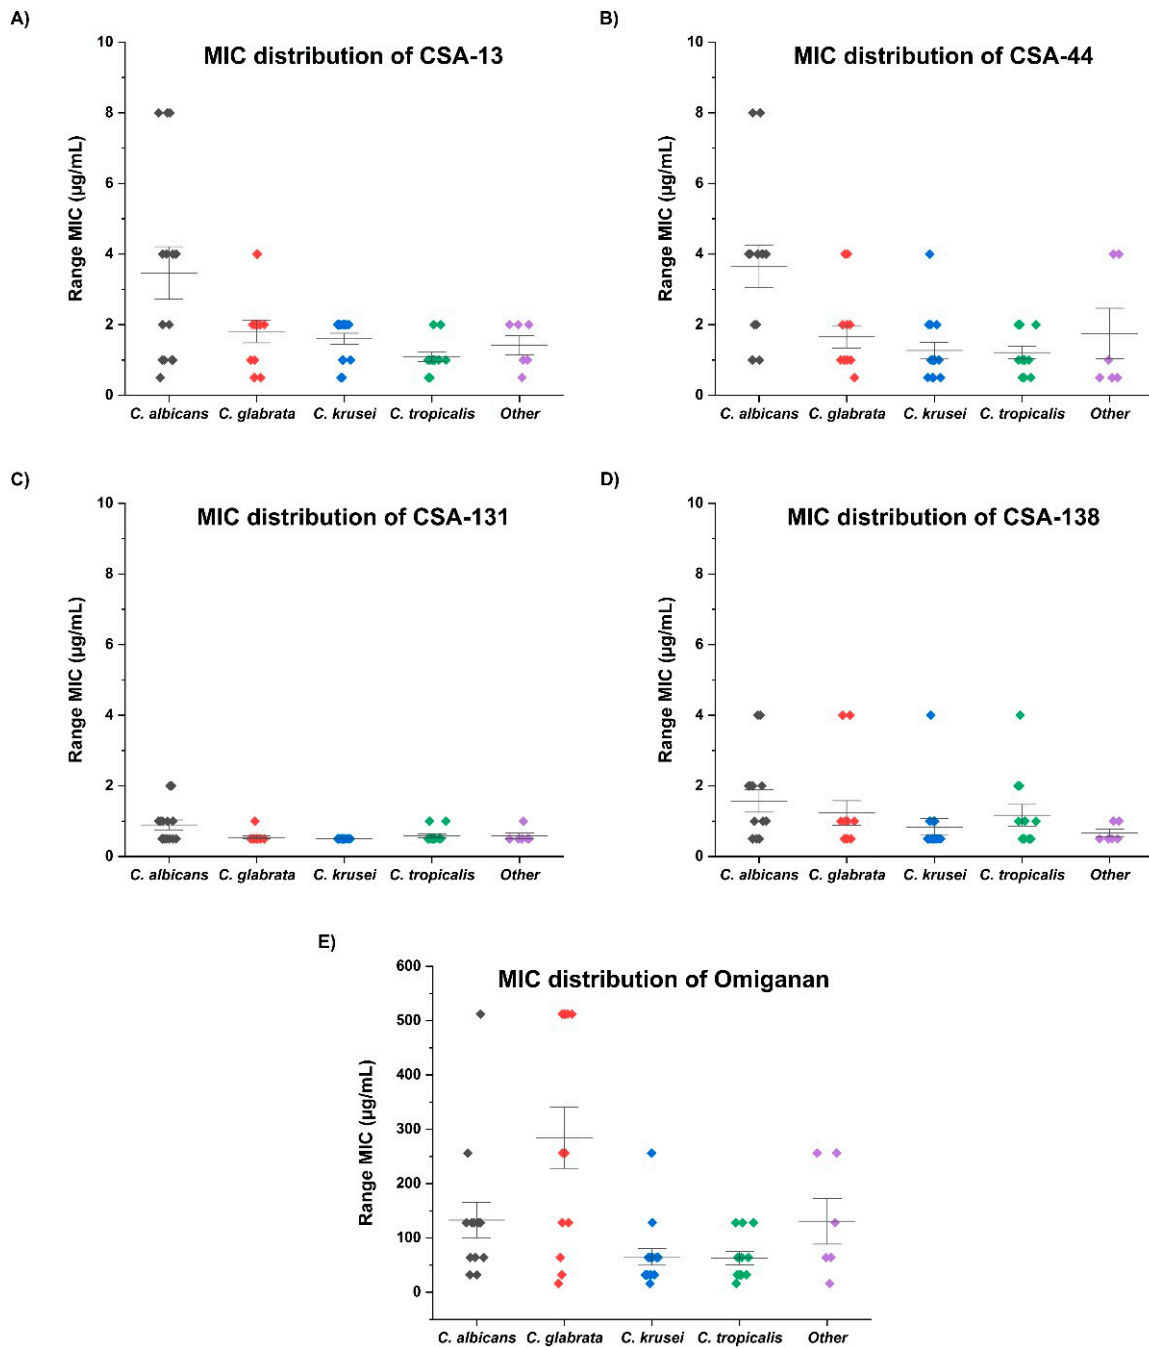 A)
MIC distribution of CSA-13
Range MIC (µg/mL)
10
8
6
4
2
0
C. albicans C. glabrata C. krusei C. tropicalis Other
B)
MIC distribution of CSA-44
Range MIC (µg/mL)
10
8
6
4
2
0
C. albicans C. glabrata C. krusei C. tropicalis Other
C)
MIC distribution of CSA-131
Range MIC (µg/mL)
10
8
6
4
2
0
C. albicans C. glabrata C. krusei C. tropicalis Other
D)
MIC distribution of CSA-138
Range MIC (µg/mL)
10
8
6
4
2
0
C. albicans C. glabrata C. krusei C. tropicalis Other
E)
MIC distribution of Omiganan
Range MIC (µg/mL)
600
500
400
300
200
100
0
C. albicans C. glabrata C. krusei C. tropicalis Other